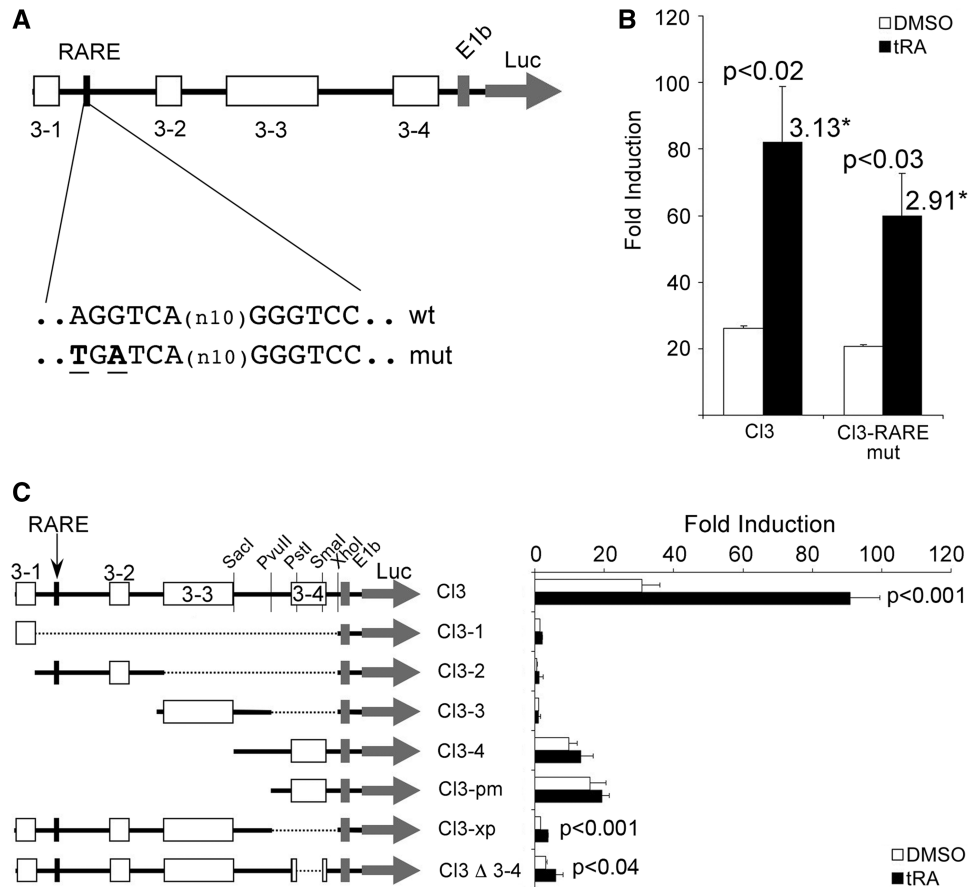 A
RARE
E1b
Luc
3-1
3-2
3-3
3-4
..AGGTCA(n10)GGGTCC.. wt
..TGATCA(n10)GGGTCC.. mut
B
DMSO
tRA
Fold Induction
120
100
80
60
40
20
p<0.02
3.13*
p<0.03
2.91*
Cl3
Cl3-RARE
mut
C
RARE
SacI
PvuII
PstI
SmaI
XhoI
E1b
Luc
3-1
3-2
3-3
3-4
Cl3
Cl3-1
Cl3-2
Cl3-3
Cl3-4
Cl3-pm
Cl3-xp
Cl3 Δ 3-4
Fold Induction
0 20 40 60 80 100 120
p<0.001
p<0.001
p<0.04
DMSO
tRA